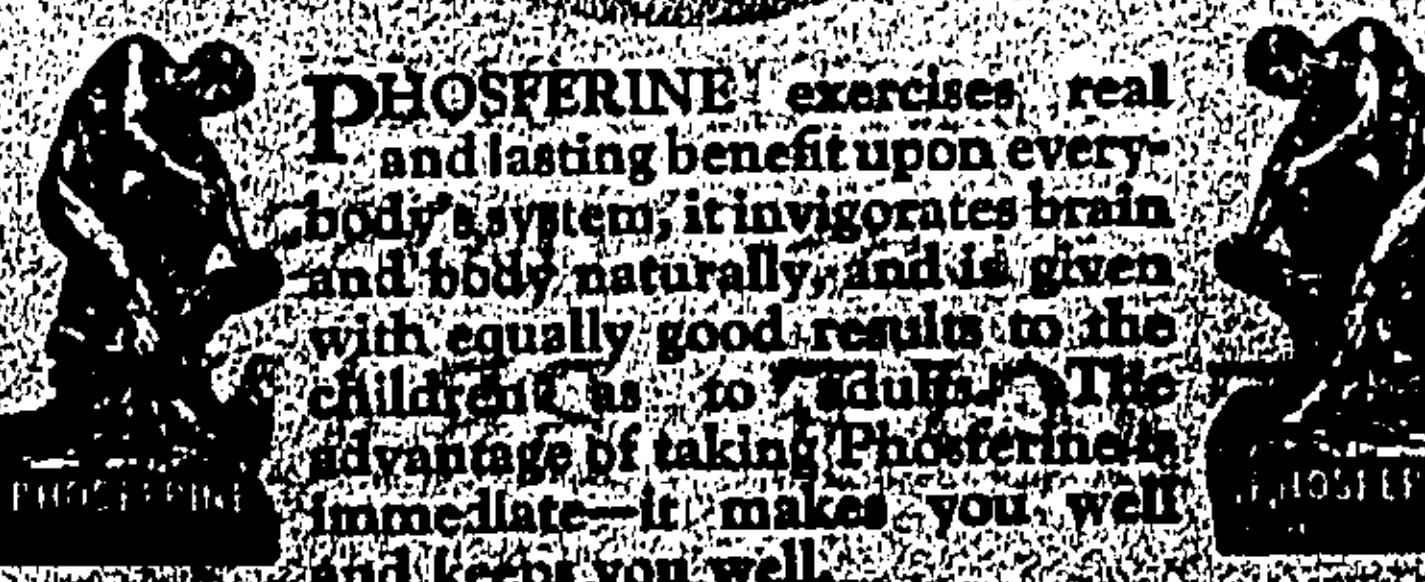 PHOSFERINE exercises real
and lasting benefit upon every-
body's system, it invigorates brain
and body naturally, and is given
with equally good results to the
children as to adults. The
advantage of taking Phosferine is
immediate—it makes you well
and keeps you well.
PHOSFERINE
PHOSFER